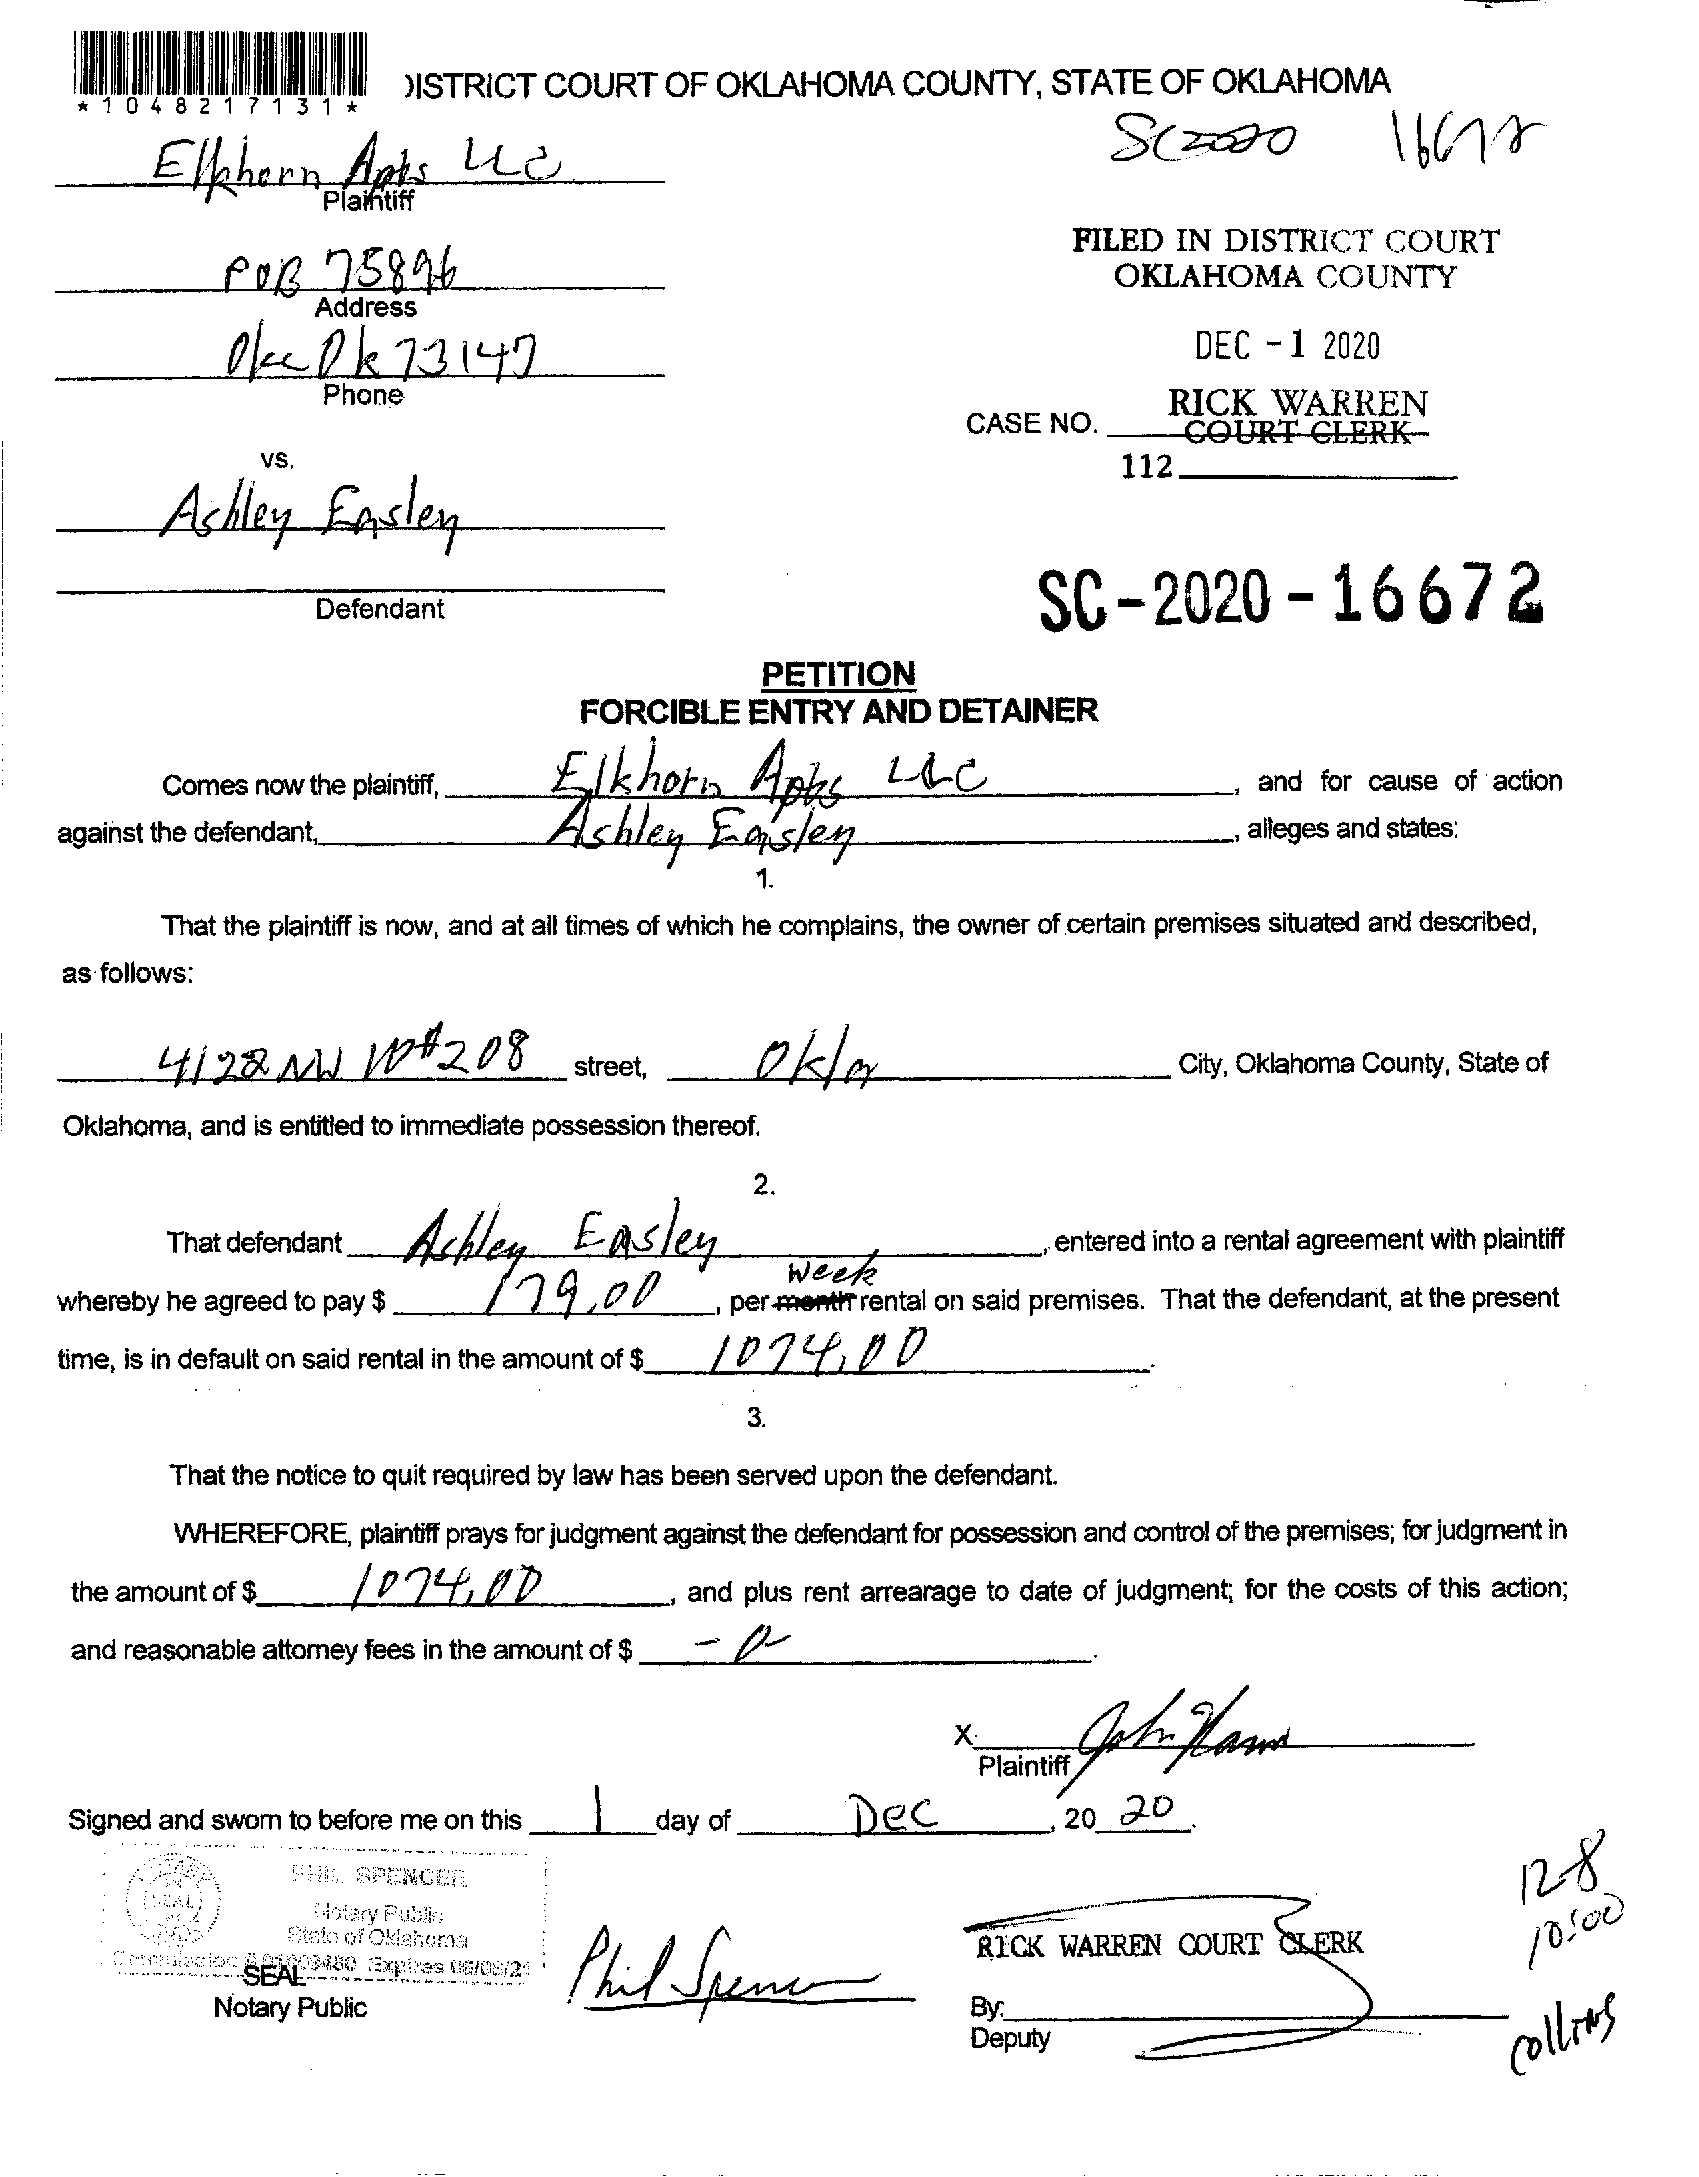 *1048217131*
DISTRICT COURT OF OKLAHOMA COUNTY, STATE OF OKLAHOMA
SC2020 16672
Elkhorn Apts LLC
Plaintiff
FILED IN DISTRICT COURT
OKLAHOMA COUNTY
POB 75896
Address
DEC -1 2020
Okc Ok 73147
Phone
RICK WARREN
CASE NO. COURT CLERK
112
vs.
Ashley Easley
Defendant
SC-2020-16672
PETITION
FORCIBLE ENTRY AND DETAINER
Comes now the plaintiff, Elkhorn Apts LLC, and for cause of action
against the defendant, Ashley Easley, alleges and states:
1.
That the plaintiff is now, and at all times of which he complains, the owner of certain premises situated and described,
as follows:
4122 NW 10 #208 street, Okla City, Oklahoma County, State of
Oklahoma, and is entitled to immediate possession thereof.
2.
That defendant Ashley Easley, entered into a rental agreement with plaintiff
week
whereby he agreed to pay $ 179.00, per month rental on said premises. That the defendant, at the present
time, is in default on said rental in the amount of $ 1074.00.
3.
That the notice to quit required by law has been served upon the defendant.
WHEREFORE, plaintiff prays for judgment against the defendant for possession and control of the premises; for judgment in
the amount of $ 1074.00, and plus rent arrearage to date of judgment; for the costs of this action;
and reasonable attorney fees in the amount of $ -0-.
X John
Plaintiff
Signed and sworn to before me on this 1 day of Dec, 20 20.
PHIL SPENCER
Notary Public
State of Oklahoma
Expires
SEAL
Notary Public
Phil Spencer
RICK WARREN COURT CLERK
By:
Deputy
12-8
10:00
collins